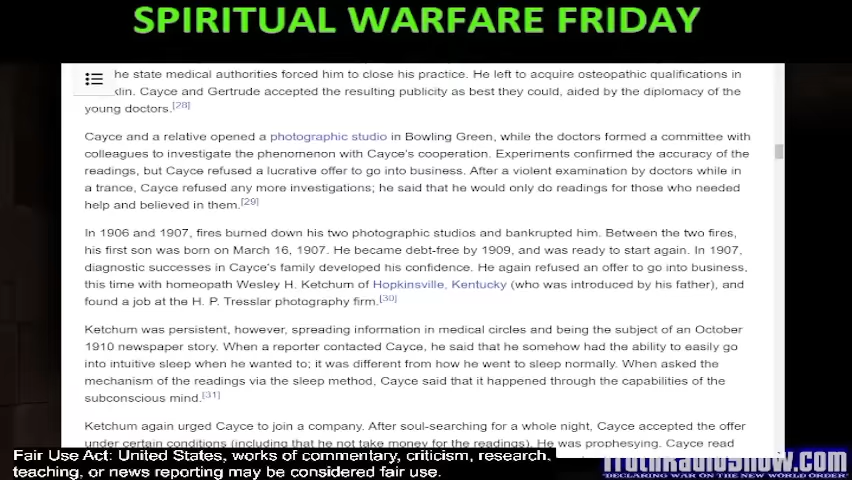 SPIRITUAL WARFARE FRIDAY
he state medical authorities forced him to close his practice. He left to acquire osteopathic qualifications in
klin. Cayce and Gertrude accepted the resulting publicity as best they could, aided by the diplomacy of the
young doctors.[28]
Cayce and a relative opened a photographic studio in Bowling Green, while the doctors formed a committee with
colleagues to investigate the phenomenon with Cayce's cooperation. Experiments confirmed the accuracy of the
readings, but Cayce refused a lucrative offer to go into business. After a violent examination by doctors while in
a trance, Cayce refused any more investigations; he said that he would only do readings for those who needed
help and believed in them.[29]
In 1906 and 1907, fires burned down his two photographic studios and bankrupted him. Between the two fires,
his first son was born on March 16, 1907. He became debt-free by 1909, and was ready to start again. In 1907,
diagnostic successes in Cayce's family developed his confidence. He again refused an offer to go into business,
this time with homeopath Wesley H. Ketchum of Hopkinsville, Kentucky (who was introduced by his father), and
found a job at the H. P. Tresslar photography firm.[30]
Ketchum was persistent, however, spreading information in medical circles and being the subject of an October
1910 newspaper story. When a reporter contacted Cayce, he said that he somehow had the ability to easily go
into intuitive sleep when he wanted to; it was different from how he went to sleep normally. When asked the
mechanism of the readings via the sleep method, Cayce said that it happened through the capabilities of the
subconscious mind.[31]
Ketchum again urged Cayce to join a company. After soul-searching for a whole night, Cayce accepted the offer
under certain conditions (including that he not take money for the readings). He was prophesying. Cayce read
Fair Use Act: United States, works of commentary, criticism, research,
teaching, or news reporting may be considered fair use.
TruthRadioShow.com
DECLARING WAR ON THE NEW WORLD ORDER